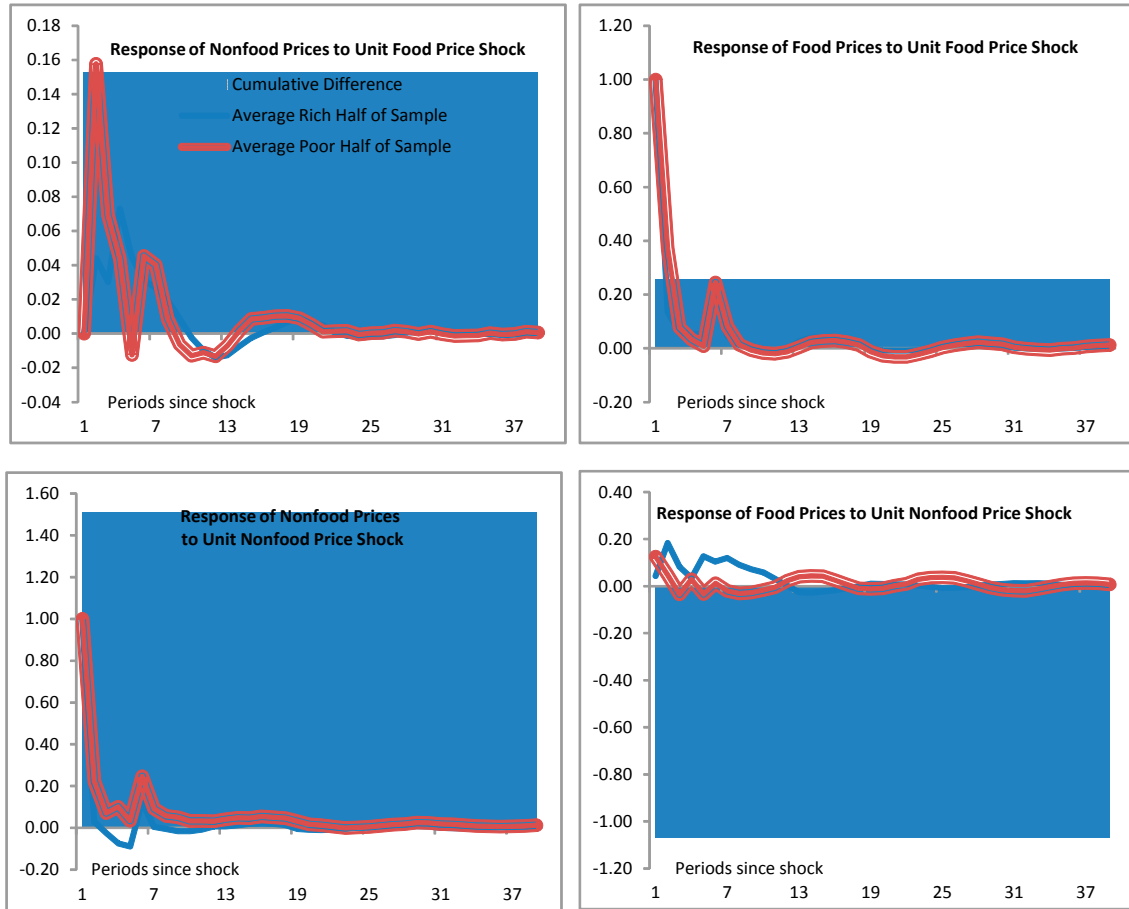 Response of Nonfood Prices to Unit Food Price Shock
0.18
0.16
0.14
0.12
0.10
0.08
0.06
0.04
0.02
0.00
-0.02
-0.04
Cumulative Difference
Average Rich Half of Sample
Average Poor Half of Sample
Periods since shock
1 7 13 19 25 31 37
Response of Food Prices to Unit Food Price Shock
1.20
1.00
0.80
0.60
0.40
0.20
0.00
-0.20
Periods since shock
1 7 13 19 25 31 37
Response of Nonfood Prices
to Unit Nonfood Price Shock
1.60
1.40
1.20
1.00
0.80
0.60
0.40
0.20
0.00
-0.20
Periods since shock
1 7 13 19 25 31 37
Response of Food Prices to Unit Nonfood Price Shock
0.40
0.20
0.00
-0.20
-0.40
-0.60
-0.80
-1.00
-1.20
Periods since shock
1 7 13 19 25 31 37